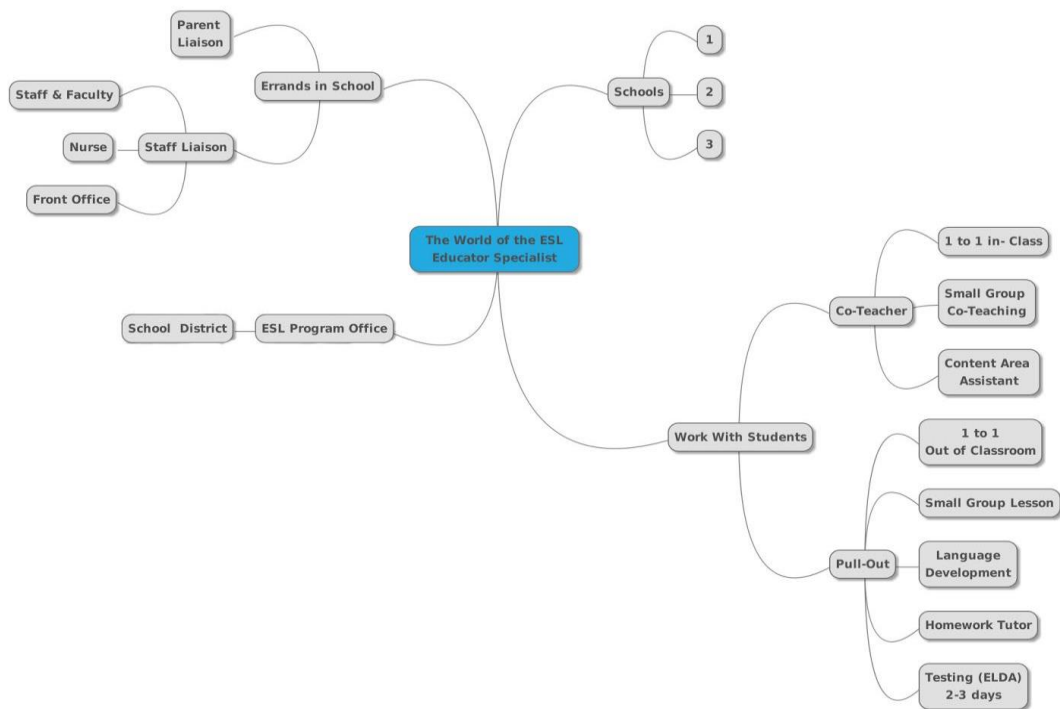 Parent
Liaison
Errands in School
Staff & Faculty
Nurse
Staff Liaison
Front Office
Schools
1
2
3
The World of the ESL
Educator Specialist
School District
ESL Program Office
Work With Students
Co-Teacher
1 to 1 in- Class
Small Group
Co-Teaching
Content Area
Assistant
Pull-Out
1 to 1
Out of Classroom
Small Group Lesson
Language
Development
Homework Tutor
Testing (ELDA)
2-3 days